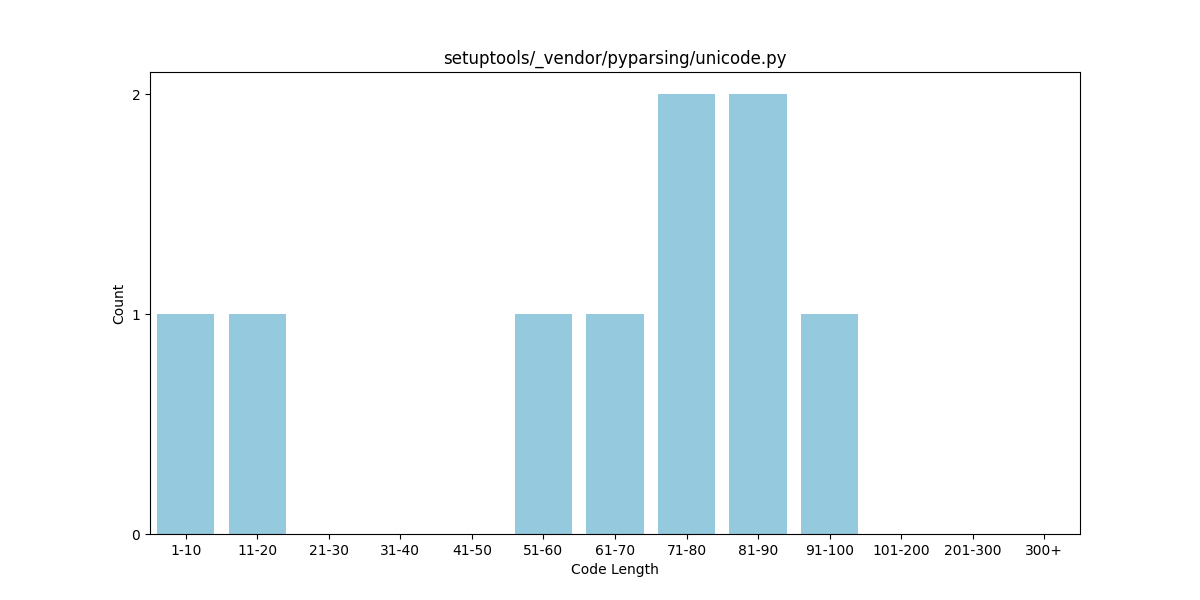 setuptools/_vendor/pyparsing/unicode.py
2
1
0
Count
1-10 11-20 21-30 31-40 41-50 51-60 61-70 71-80 81-90 91-100 101-200 201-300 300+
Code Length